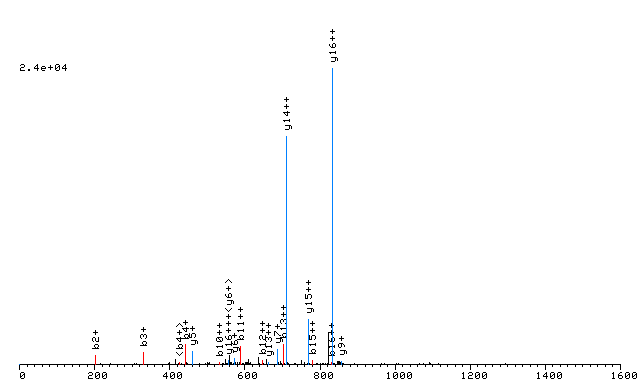 2.4e+04
y16++
y14++
y15++
b2+
b3+
<b4+>
b4+
y5+
b10++
y16++<y6+>
y6+
b11++
b12++
y13++
y7+
b13++
b15++
b16++
y9+
0 200 400 600 800 1000 1200 1400 1600